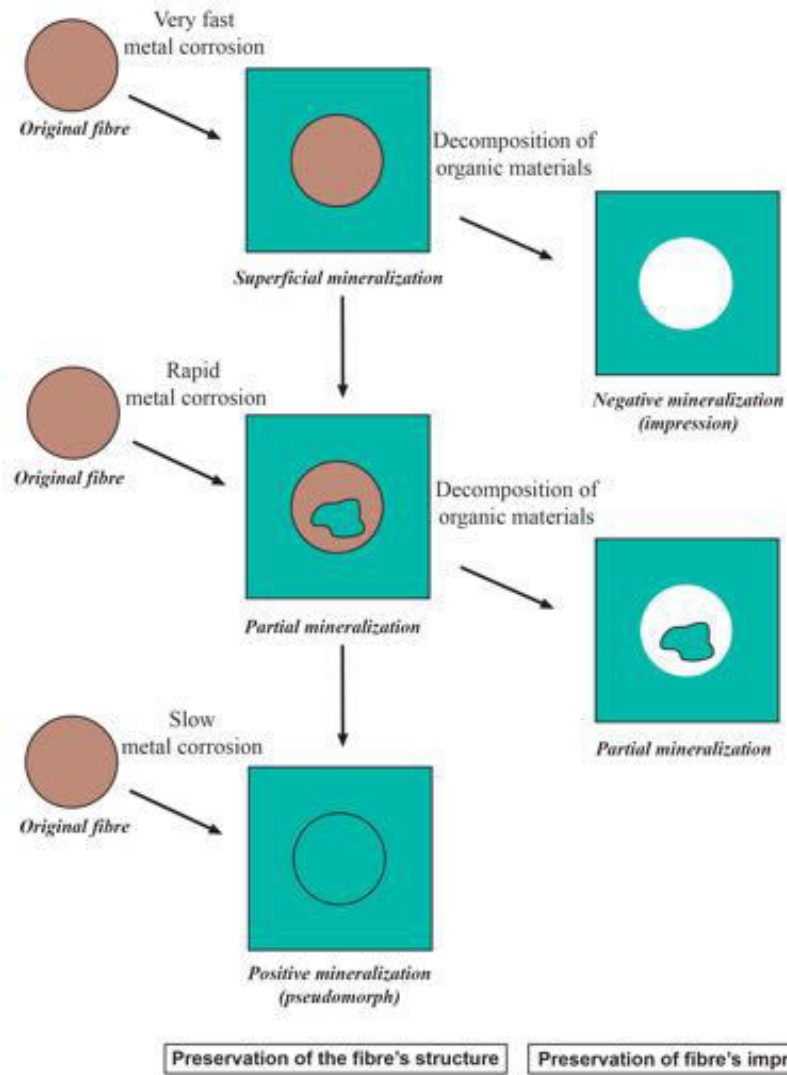 Very fast
metal corrosion
Original fibre
Decomposition of
organic materials
Superficial mineralization
Rapid
metal corrosion
Negative mineralization
(impression)
Original fibre
Decomposition of
organic materials
Partial mineralization
Slow
metal corrosion
Partial mineralization
Original fibre
Positive mineralization
(pseudomorph)
Preservation of the fibre's structure
Preservation of fibre's impr